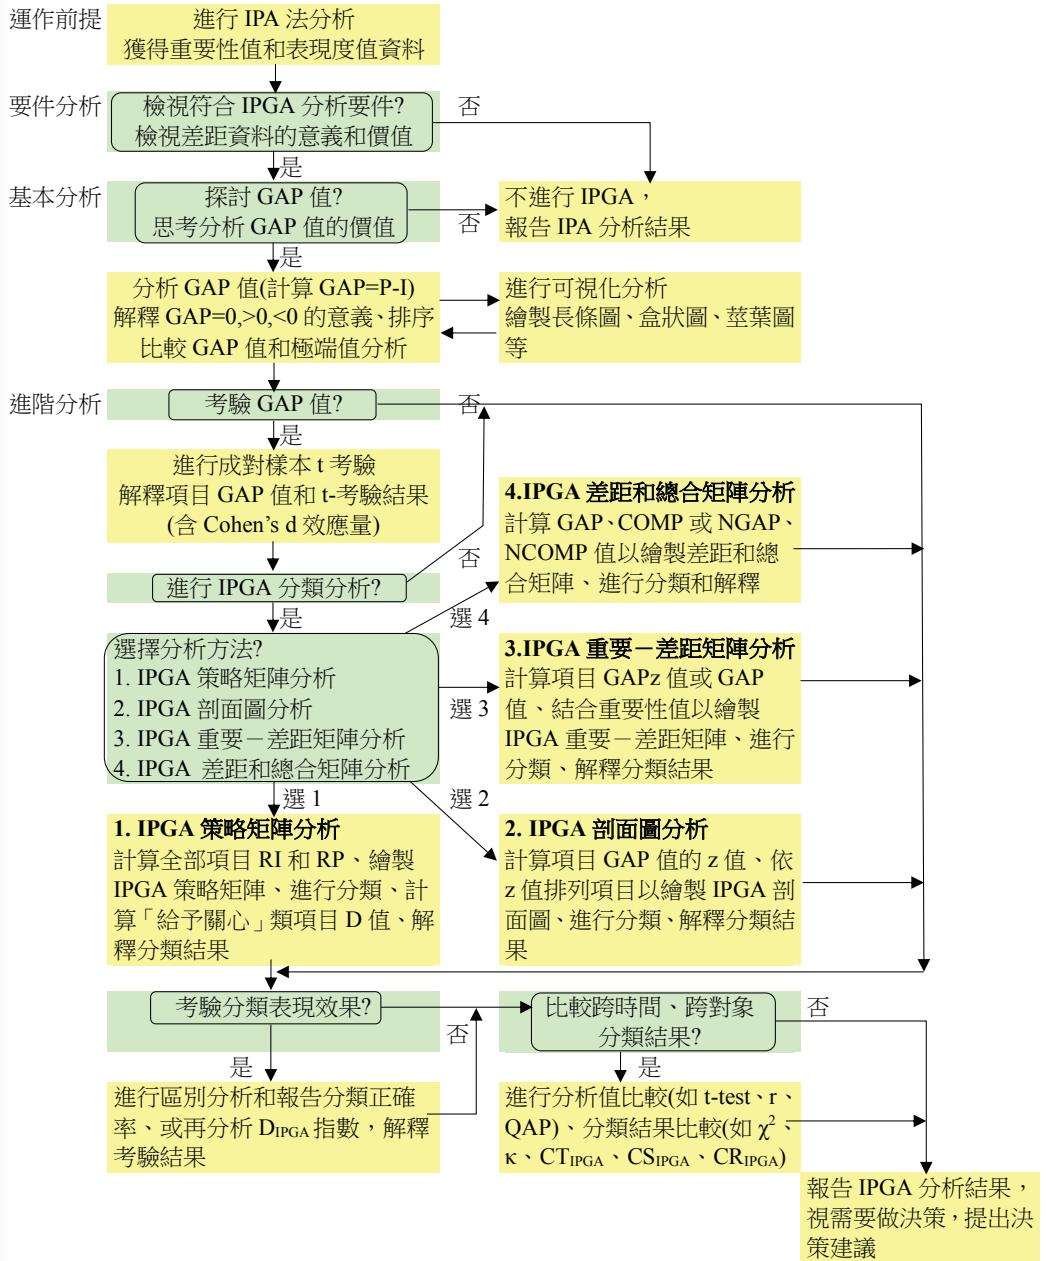 運作前提
進行 IPA 法分析
獲得重要性值和表現度值資料
要件分析
檢視符合 IPGA 分析要件?
檢視差距資料的意義和價值
否
是
基本分析
探討 GAP 值?
思考分析 GAP 值的價值
否
不進行 IPGA，
報告 IPA 分析結果
是
分析 GAP 值(計算 GAP=P-I)
解釋 GAP=0,>0,<0 的意義、排序
比較 GAP 值和極端值分析
進行可視化分析
繪製長條圖、盒狀圖、莖葉圖
等
進階分析
考驗 GAP 值?
否
是
進行成對樣本 t 考驗
解釋項目 GAP 值和 t-考驗結果
(含 Cohen's d 效應量)
進行 IPGA 分類分析?
否
是
選擇分析方法?
1. IPGA 策略矩陣分析
2. IPGA 剖面圖分析
3. IPGA 重要－差距矩陣分析
4. IPGA 差距和總合矩陣分析
選 4
4.IPGA 差距和總合矩陣分析
計算 GAP、COMP 或 NGAP、
NCOMP 值以繪製差距和總
合矩陣、進行分類和解釋
選 3
3.IPGA 重要－差距矩陣分析
計算項目 GAPz 值或 GAP
值、結合重要性值以繪製
IPGA 重要－差距矩陣、進行
分類、解釋分類結果
選 1
選 2
1. IPGA 策略矩陣分析
計算全部項目 RI 和 RP、繪製
IPGA 策略矩陣、進行分類、計
算「給予關心」類項目 D 值、解
釋分類結果
2. IPGA 剖面圖分析
計算項目 GAP 值的 z 值、依
z 值排列項目以繪製 IPGA 剖
面圖、進行分類、解釋分類結
果
考驗分類表現效果?
否
是
比較跨時間、跨對象
分類結果?
否
是
進行區別分析和報告分類正確
率、或再分析 DIPGA 指數，解釋
考驗結果
進行分析值比較(如 t-test、r、
QAP)、分類結果比較(如 χ²、
κ、CTIPGA、CSIPGA、CRIPGA)
報告 IPGA 分析結果，
視需要做決策，提出決
策建議